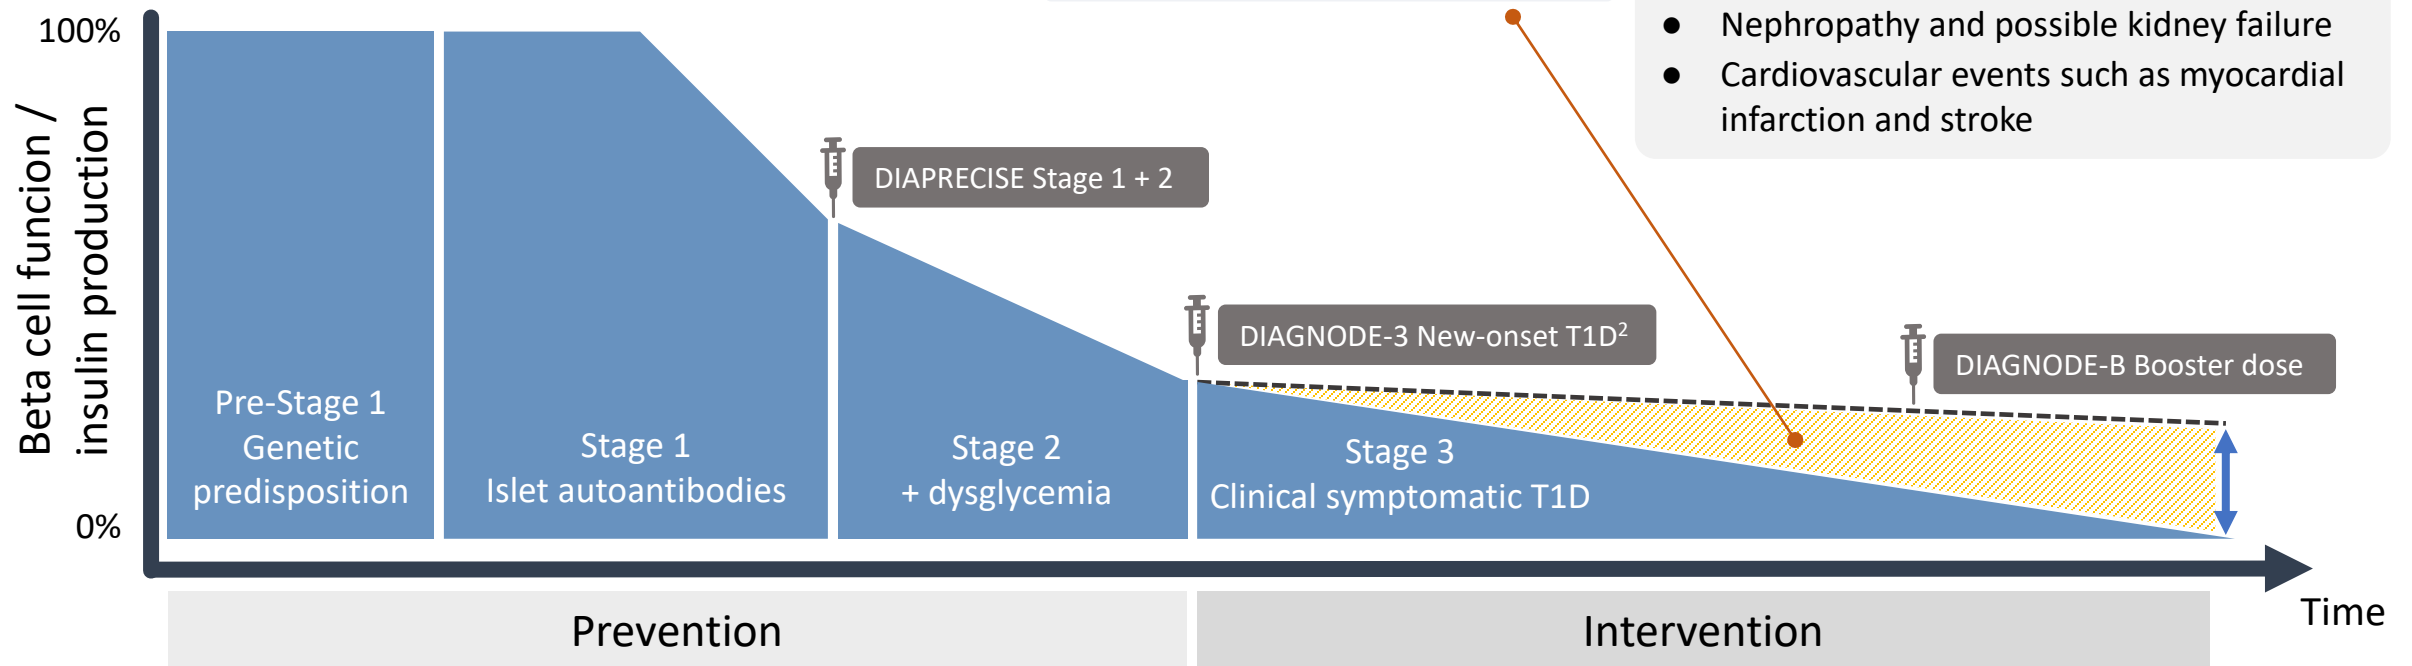 ● Nephropathy and possible kidney failure
● Cardiovascular events such as myocardial
infarction and stroke
100%
0%
Beta cell funcion /
insulin production
DIAPRECISE Stage 1 + 2
DIAGNODE-3 New-onset T1D²
DIAGNODE-B Booster dose
Pre-Stage 1
Genetic
predisposition
Stage 1
Islet autoantibodies
Stage 2
+ dysglycemia
Stage 3
Clinical symptomatic T1D
Time
Prevention
Intervention